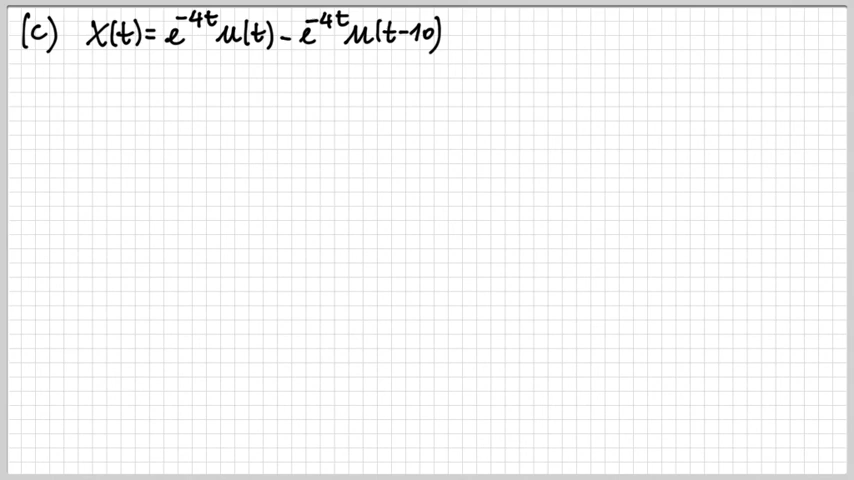 (c) X(t) = e^{-4t} u(t) - e^{-4t} u(t-10)